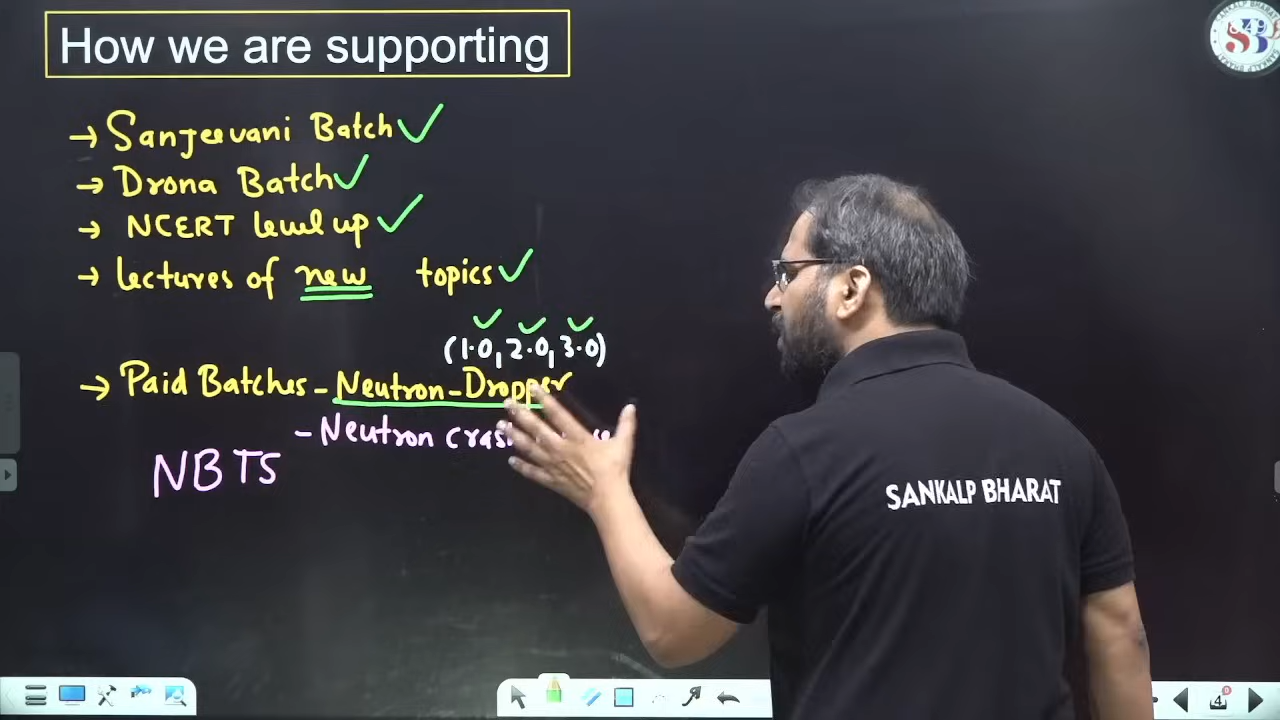 How we are supporting
→ Sanjeevani Batch ✓
→ Drona Batch ✓
→ NCERT level up ✓
→ lectures of new topics ✓
(1.0, 2.0, 3.0)
→ Paid Batches - Neutron-Dropper
- Neutron
NBTS
SANKALP BHARAT
4